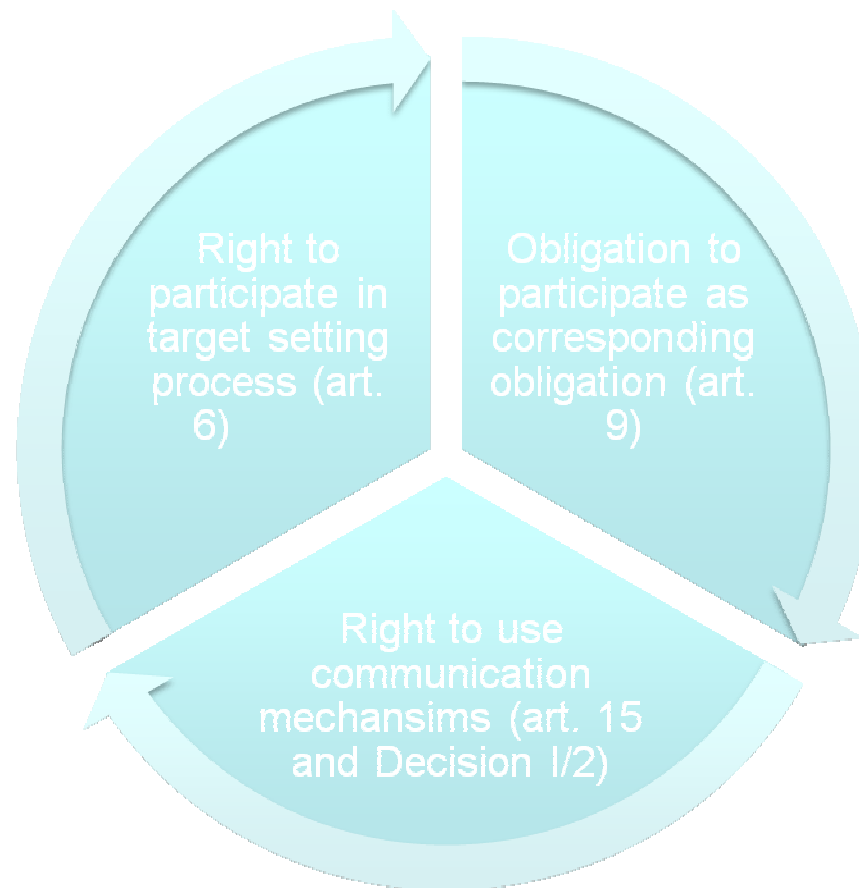 Right to
participate in
target setting
process (art.
6)
Obligation to
participate as
corresponding
obligation (art.
9)
Right to use
communication
mechansims (art. 15
and Decision I/2)